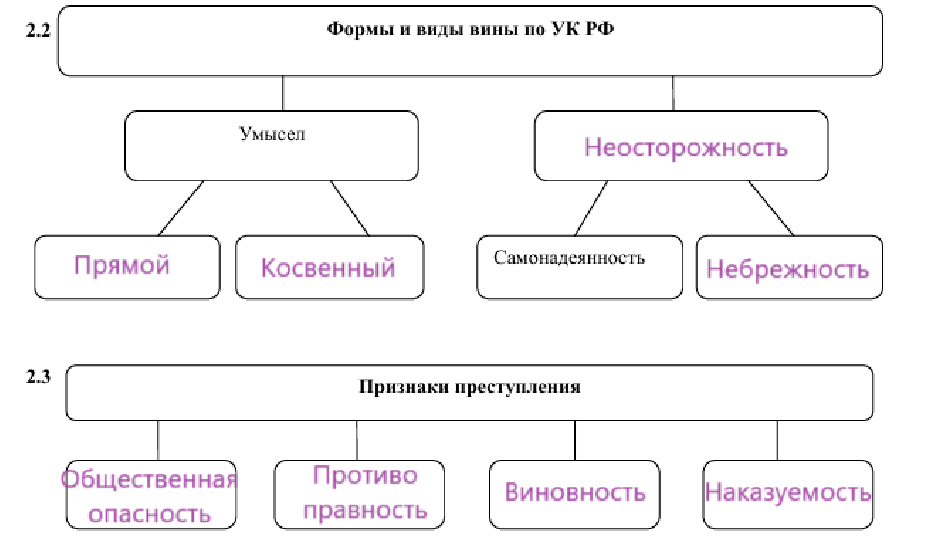 2.2
Формы и виды вины по УК РФ
Умысел
Неосторожность
Прямой
Косвенный
Самонадеянность
Небрежность
2.3
Признаки преступления
Общественная
опасность
Противо
правность
Виновность
Наказуемость